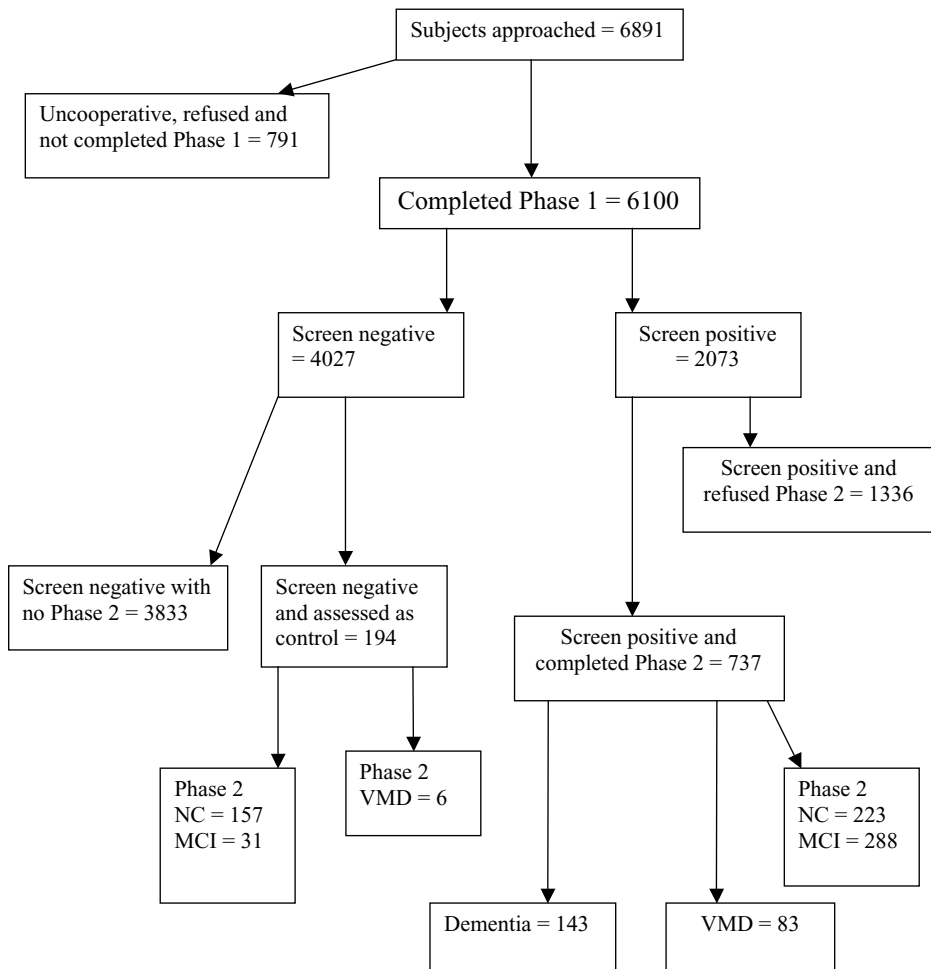 Subjects approached = 6891
Uncooperative, refused and
not completed Phase 1 = 791
Completed Phase 1 = 6100
Screen negative
= 4027
Screen positive
= 2073
Screen positive and
refused Phase 2 = 1336
Screen negative with
no Phase 2 = 3833
Screen negative
and assessed as
control = 194
Screen positive and
completed Phase 2 = 737
Phase 2
NC = 157
MCI = 31
Phase 2
VMD = 6
Phase 2
NC = 223
MCI = 288
Dementia = 143
VMD = 83